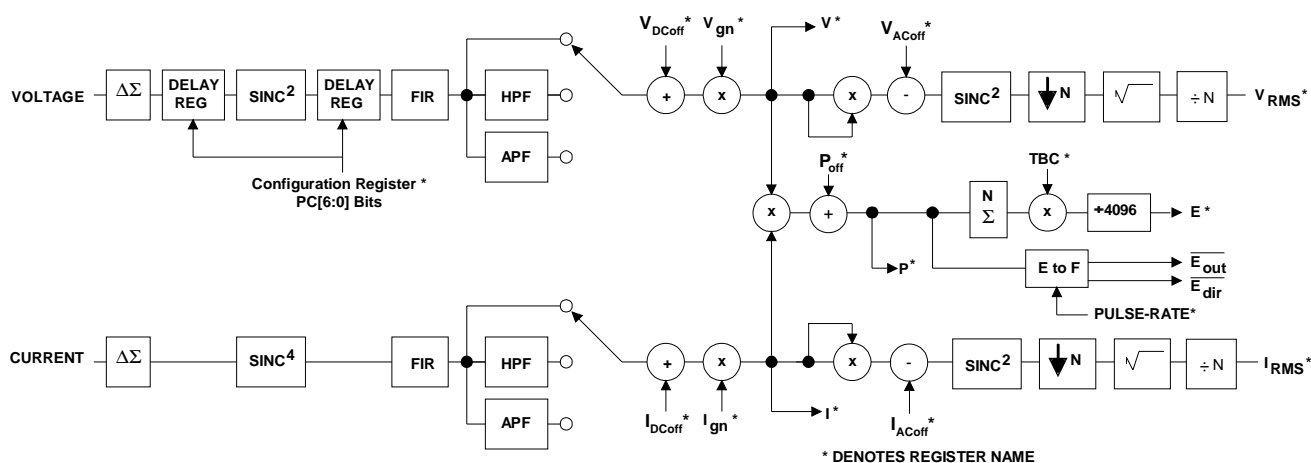 V_DCoff* V_gn* V* V_ACoff*
VOLTAGE ΔΣ DELAY REG SINC² DELAY REG FIR HPF + x x - SINC² N √ ÷N V_RMS*
APF
Configuration Register *
PC[6:0] Bits
P_off* TBC *
x + N Σ x ÷4096 E*
P* E to F E̅_out
E̅_dir
PULSE-RATE*
CURRENT ΔΣ SINC⁴ FIR HPF + x x - SINC² N √ ÷N I_RMS*
APF
I_DCoff* I_gn* I* I_ACoff*
* DENOTES REGISTER NAME